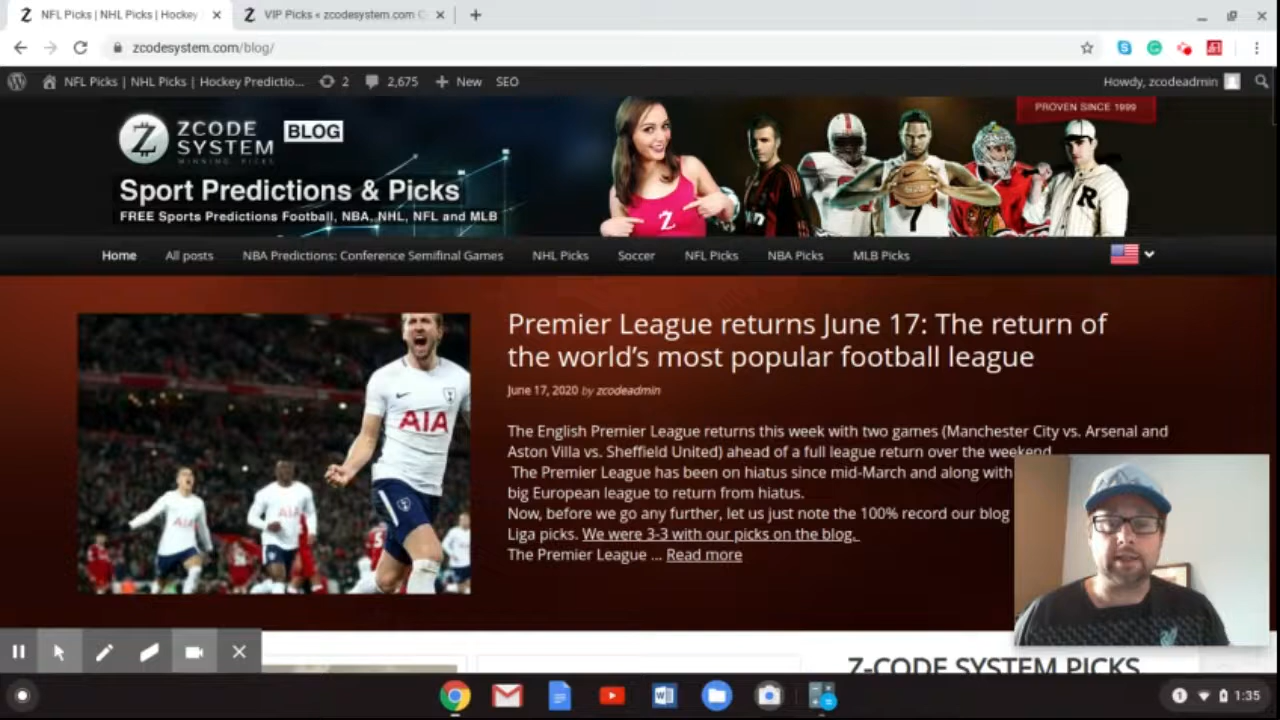 NFL Picks | NHL Picks | Hockey
VIP Picks « zcodesystem.com
zcodesystem.com/blog/
NFL Picks | NHL Picks | Hockey Predictio...
2
2,675
New
SEO
Howdy, zcodeadmin
PROVEN SINCE 1999
ZCODE
SYSTEM
WINNING PICKS
BLOG
Sport Predictions & Picks
FREE Sports Predictions Football, NBA, NHL, NFL and MLB
Z
7
R
Home
All posts
NBA Predictions: Conference Semifinal Games
NHL Picks
Soccer
NFL Picks
NBA Picks
MLB Picks
AIA
AIA
AIA
Premier League returns June 17: The return of
the world's most popular football league
June 17, 2020 by zcodeadmin
The English Premier League returns this week with two games (Manchester City vs. Arsenal and
Aston Villa vs. Sheffield United) ahead of a full league return over the weekend.
The Premier League has been on hiatus since mid-March and along with
big European league to return from hiatus.
Now, before we go any further, let us just note the 100% record our blog
Liga picks. We were 3-3 with our picks on the blog.
The Premier League ... Read more
Z-CODE SYSTEM PICKS
1
1:35